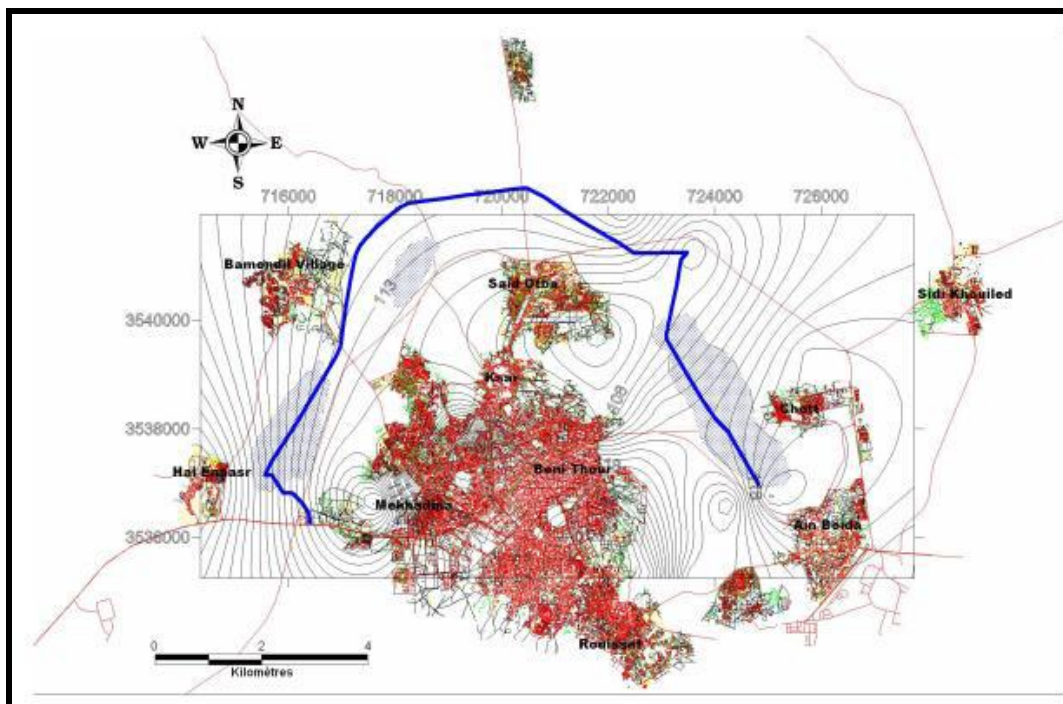 N
W E
S
716000 718000 720000 722000 724000 726000
Bamendil Village
113
Said Otba
Sidi Khouiled
3540000
Ksar
108
Chott
3538000
Hai Ennasr
Beni Thour
Mekhadma
Ain Beida
3536000
Rouissat
0 2 4
Kilomètres